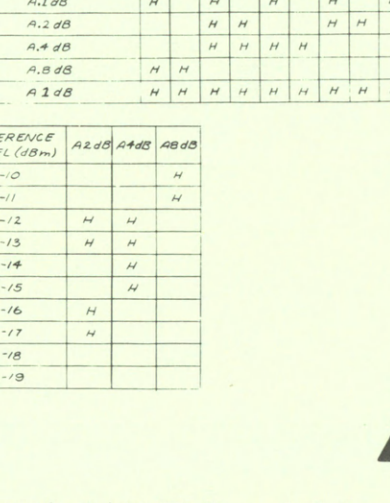 A.1 dB H H H H
A.2 dB H H H H
A.4 dB H H H H
A.8 dB H H
A 1 dB H H H H H H H H
ERENCE
EL (dBm) A2dB A4dB A8dB
-10 H
-11 H
-12 H H
-13 H H
-14 H
-15 H
-16 H
-17 H
-18
-19